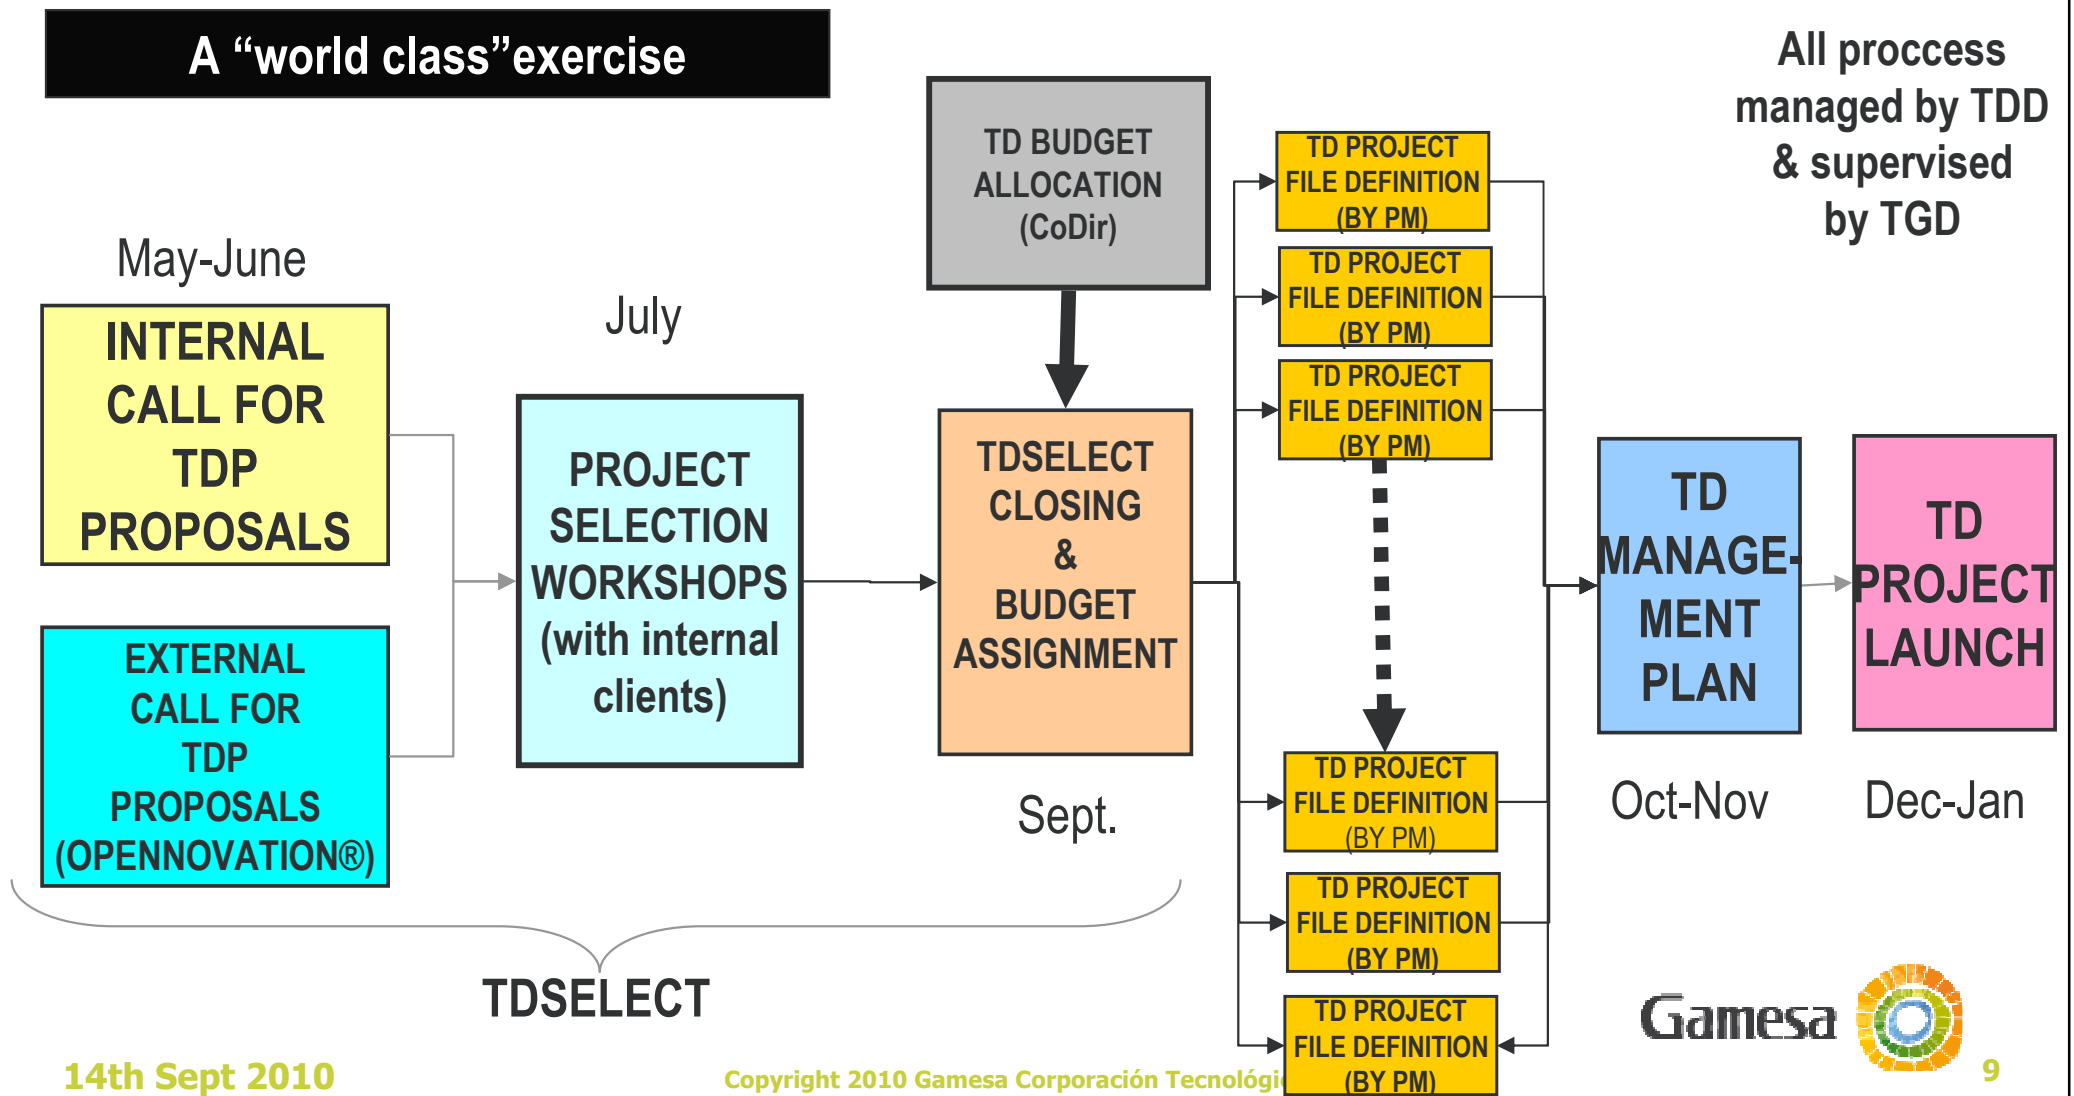 A “world class”exercise
All proccess
managed by TDD
& supervised
by TGD
May-June
INTERNAL
CALL FOR
TDP
PROPOSALS
EXTERNAL
CALL FOR
TDP
PROPOSALS
(OPENNOVATION®)
July
PROJECT
SELECTION
WORKSHOPS
(with internal
clients)
TD BUDGET
ALLOCATION
(CoDir)
TDSELECT
CLOSING
&
BUDGET
ASSIGNMENT
Sept.
TD PROJECT
FILE DEFINITION
(BY PM)
TD PROJECT
FILE DEFINITION
(BY PM)
TD PROJECT
FILE DEFINITION
(BY PM)
TD PROJECT
FILE DEFINITION
(BY PM)
TD PROJECT
FILE DEFINITION
(BY PM)
TD PROJECT
FILE DEFINITION
(BY PM)
TD
MANAGE-
MENT
PLAN
Oct-Nov
TD
PROJECT
LAUNCH
Dec-Jan
TDSELECT
Gamesa
14th Sept 2010
Copyright 2010 Gamesa Corporación
9